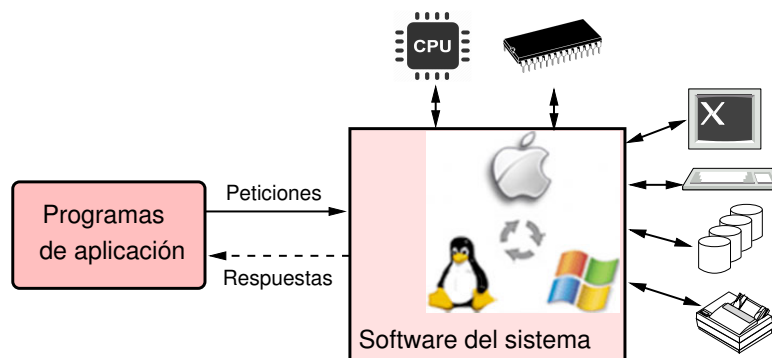 CPU
X
Peticiones
Programas
de aplicación
Respuestas
Software del sistema